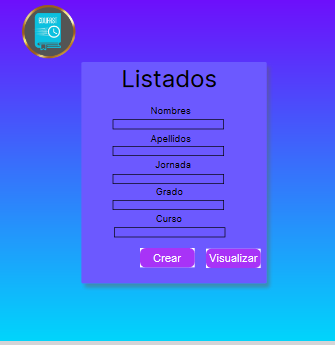 Listados
Nombres
Apellidos
Jornada
Grado
Curso
Crear Visualizar